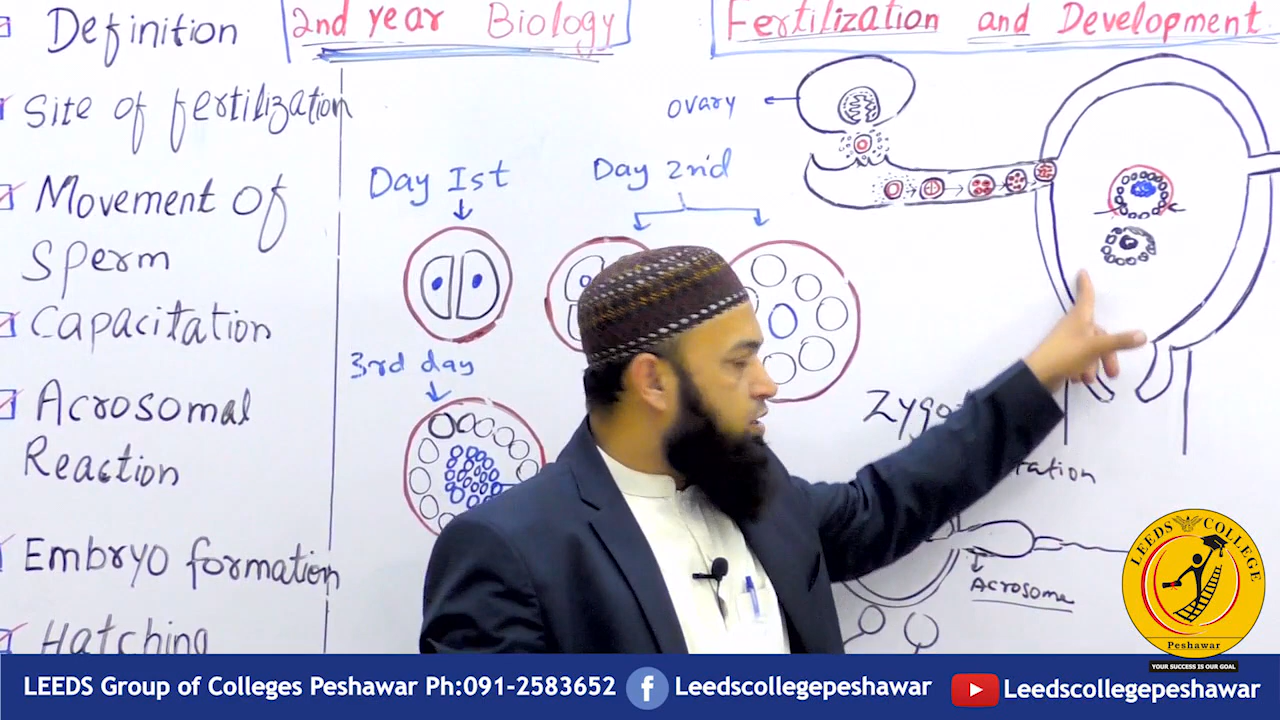 Definition
2nd year Biology
Fertilization and Development
Site of fertilization
Movement Of
Sperm
Capacitation
Acrosomal
Reaction
Embryo formation
Hatching
ovary
Day 1st
Day 2nd
3rd day
Acrosome
LEEDS COLLEGE
Peshawar
YOUR SUCCESS IS OUR GOAL
LEEDS Group of Colleges Peshawar Ph:091-2583652
Leedscollegepeshawar
Leedscollegepeshawar